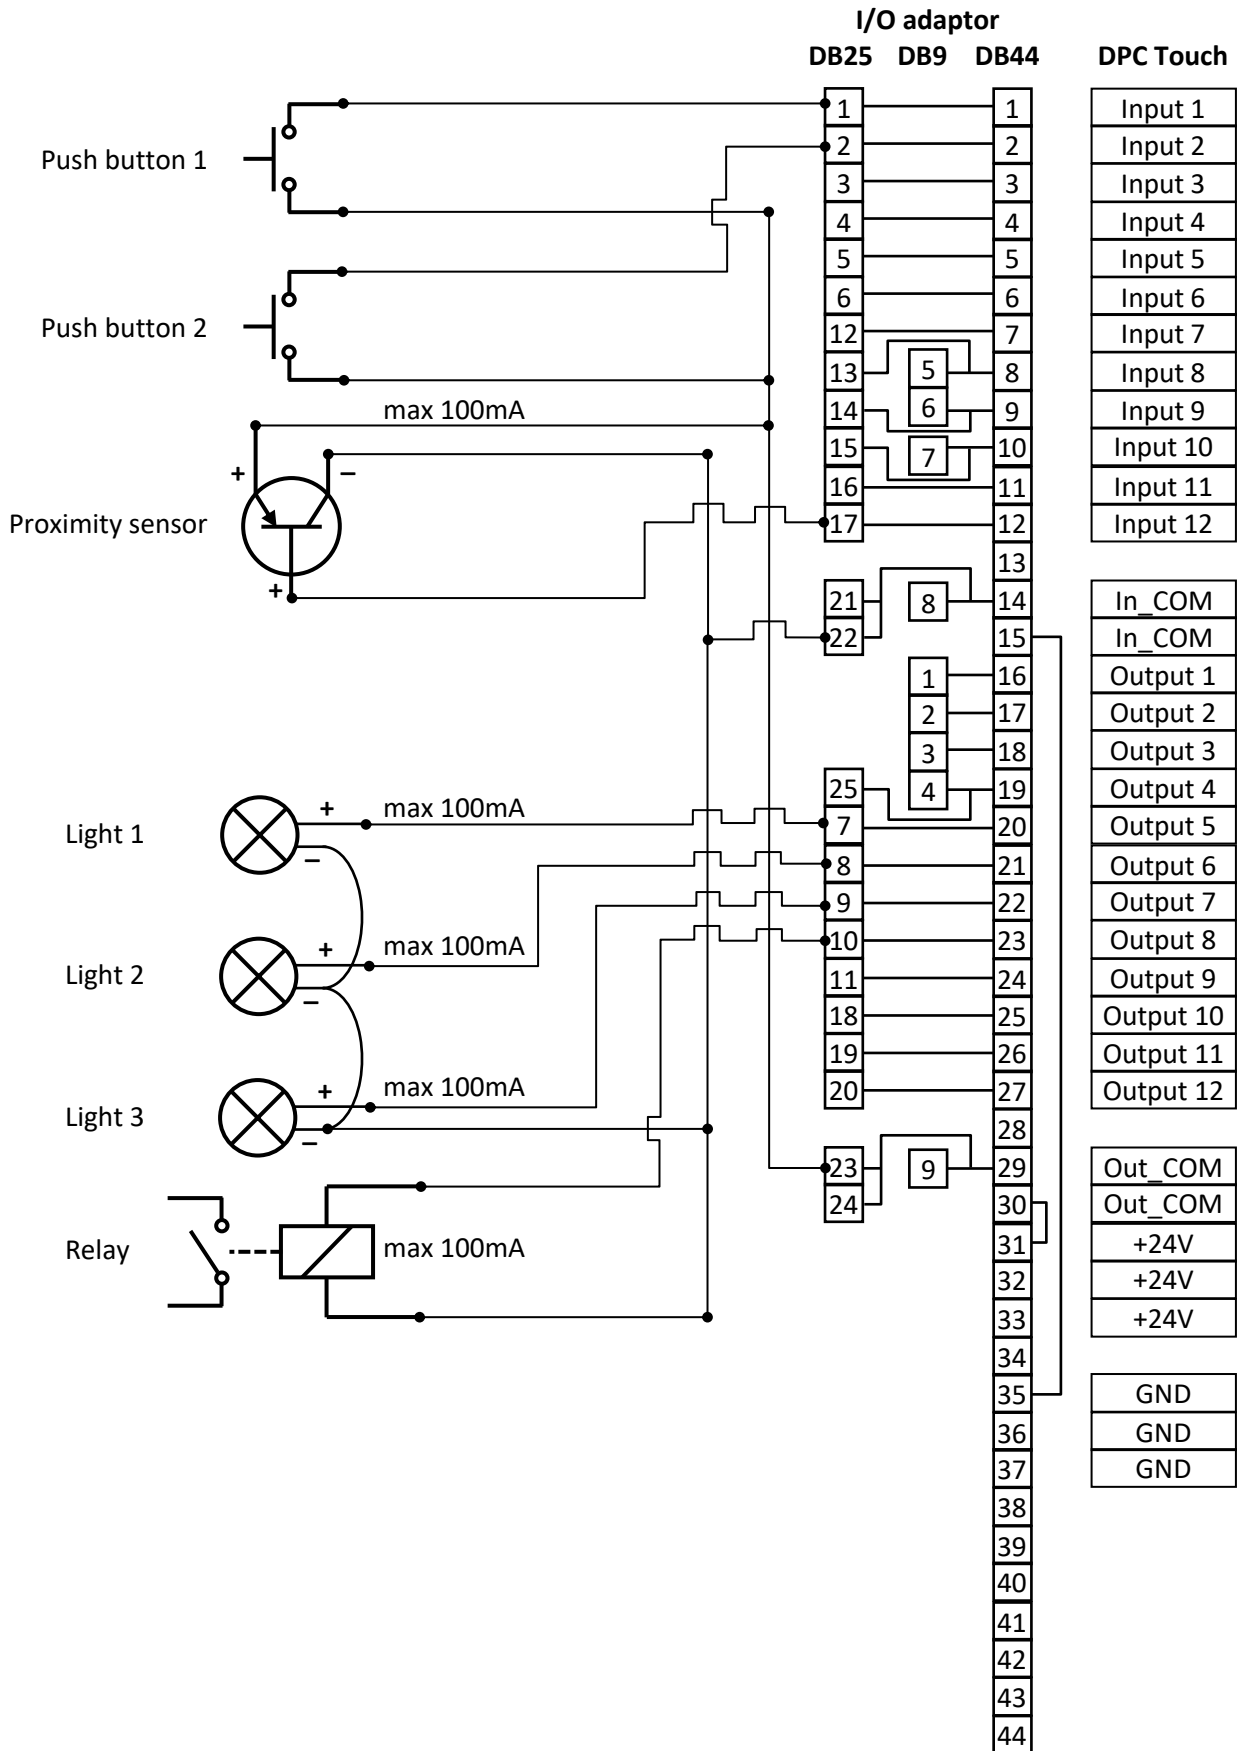 I/O adaptor
DB25 DB9 DB44 DPC Touch
1 1 Input 1
2 2 Input 2
Push button 1
3 3 Input 3
4 4 Input 4
5 5 Input 5
6 6 Input 6
Push button 2
12 7 Input 7
13 5 8 Input 8
max 100mA
14 6 9 Input 9
15 7 10 Input 10
+ –
16 11 Input 11
Proximity sensor
17 12 Input 12
13
+
21 8 14 In_COM
22 15 In_COM
1 16 Output 1
2 17 Output 2
3 18 Output 3
25 4 19 Output 4
+ max 100mA
Light 1
–
7 20 Output 5
8 21 Output 6
9 22 Output 7
+ max 100mA
10 23 Output 8
Light 2
–
11 24 Output 9
18 25 Output 10
19 26 Output 11
+ max 100mA
20 27 Output 12
Light 3
–
28
23 9 29 Out_COM
24 30 Out_COM
Relay
max 100mA
31 +24V
32 +24V
33 +24V
34
35 GND
36 GND
37 GND
38
39
40
41
42
43
44